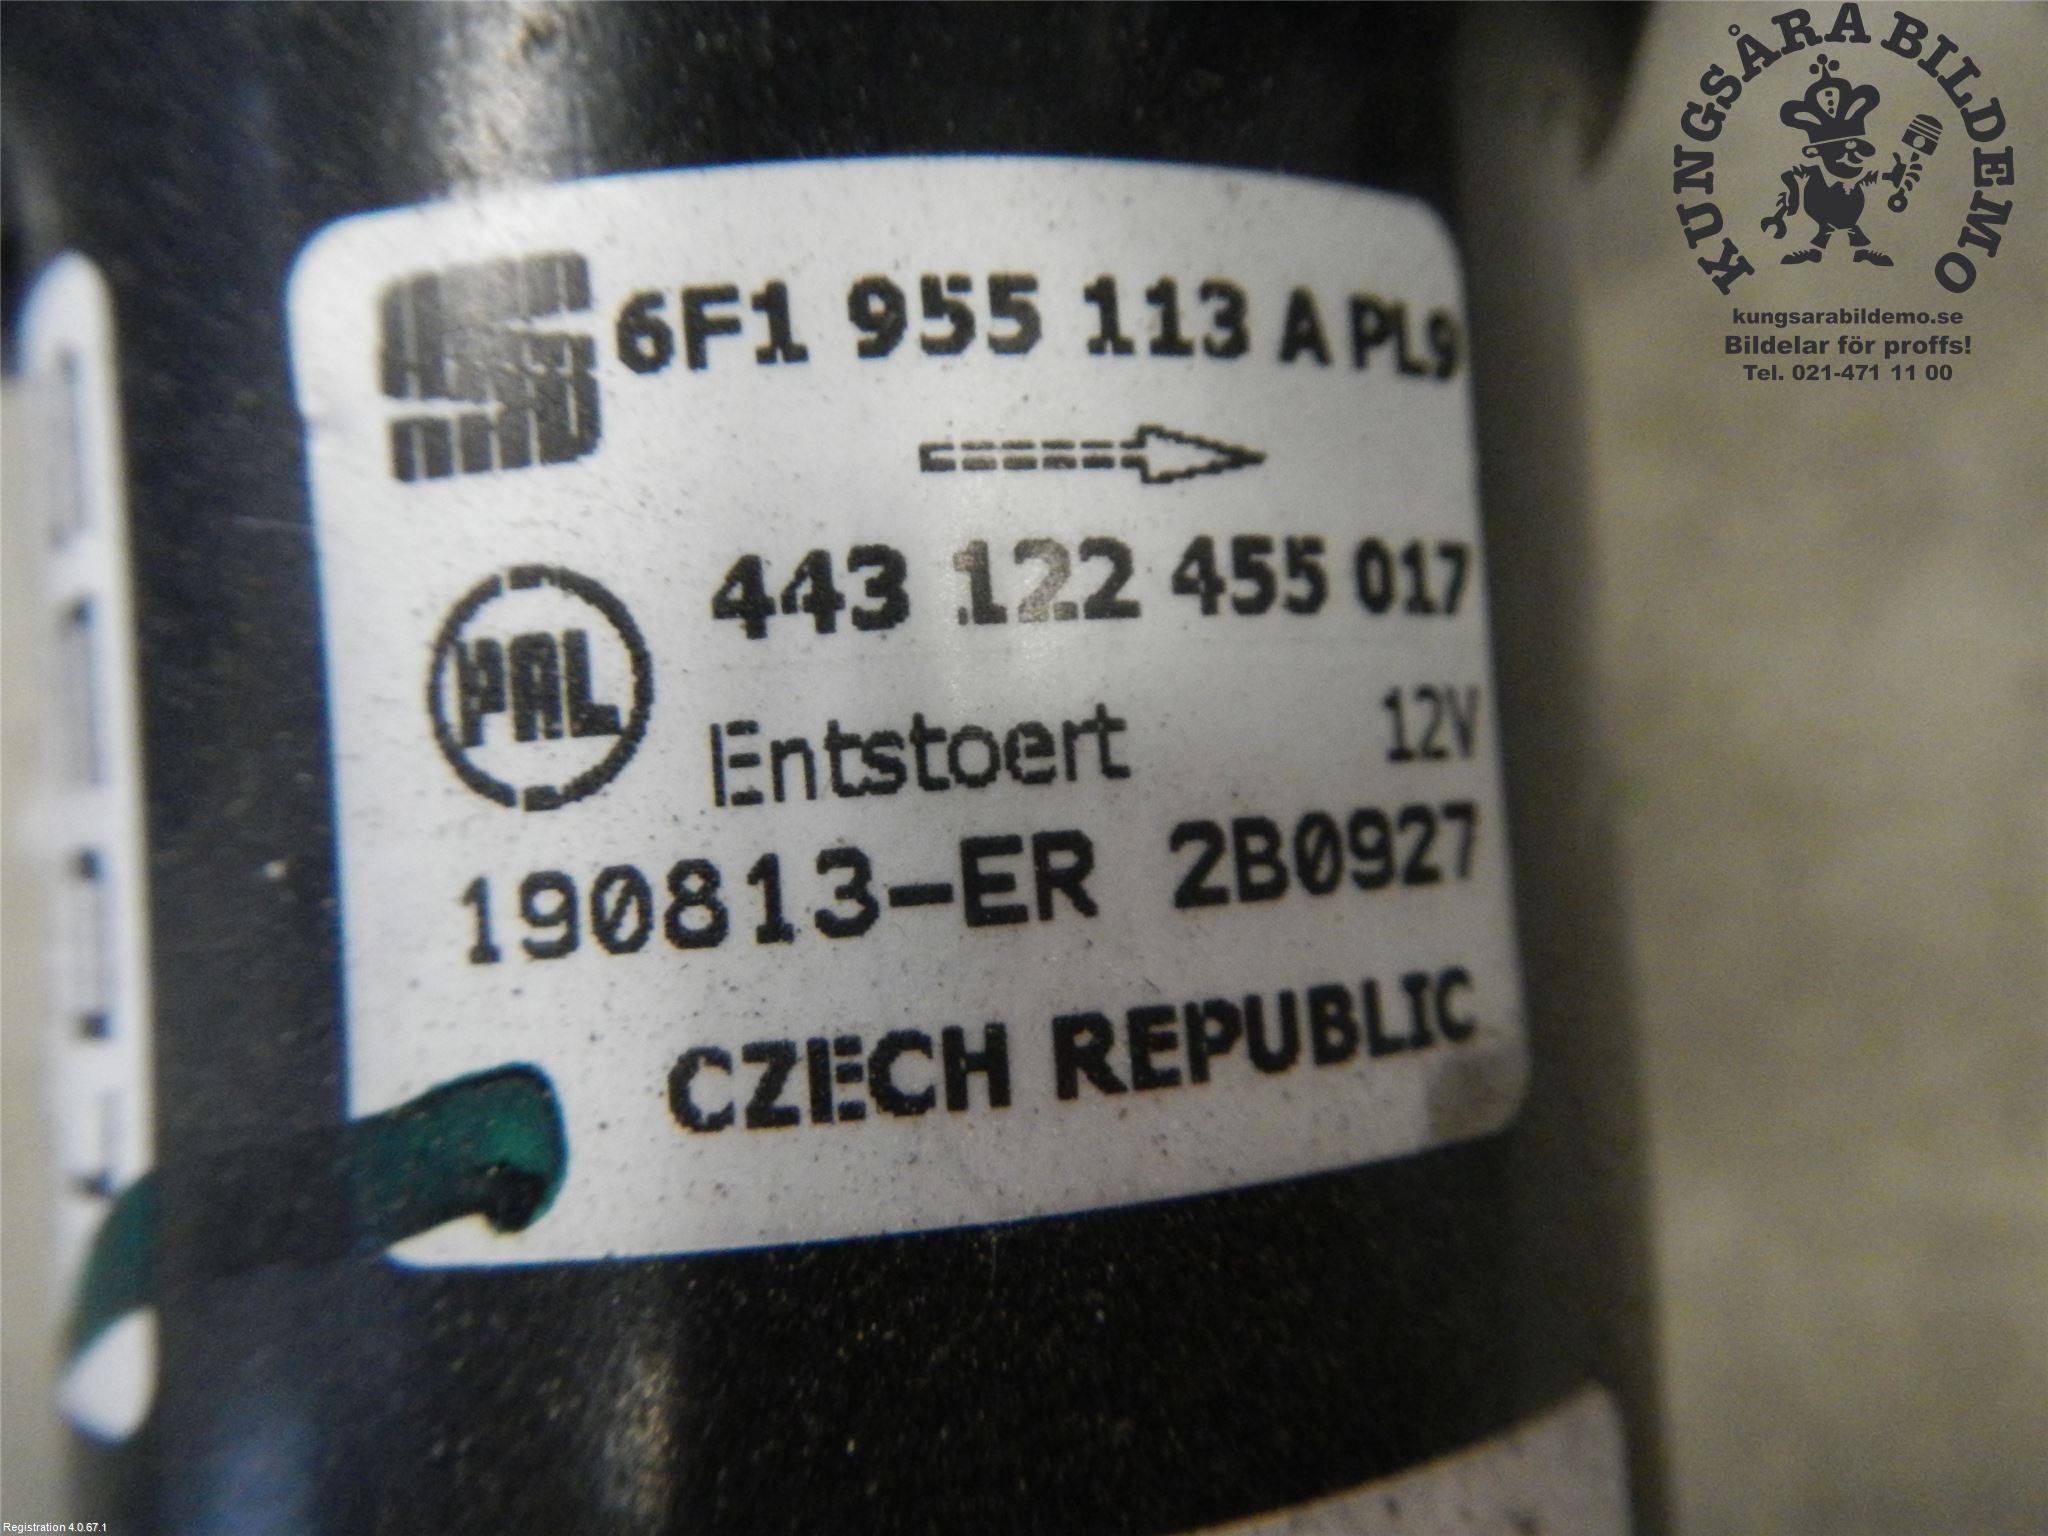 KUNGSÅRA BILDEMO
kungsarabildemo.se
Bildelar för proffs!
Tel. 021-471 11 00
6F1 955 113 A PL9
443 122 455 017
PAL
Entstoert 12V
190813-ER 2B0927
CZECH REPUBLIC
Registration 4.0.67.1